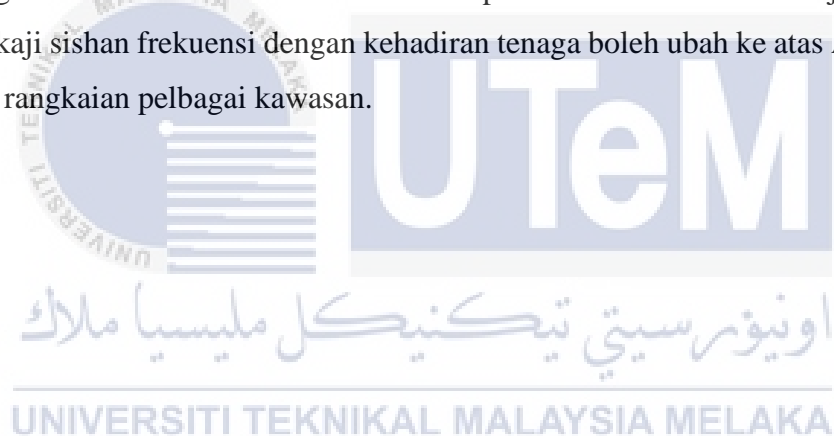 kaji sishan frekuensi dengan kehadiran tenaga boleh ubah ke atas
rangkaian pelbagai kawasan.
UTeM
اونيۏرسيتي تيكنيكل مليسيا ملاك
UNIVERSITI TEKNIKAL MALAYSIA MELAKA